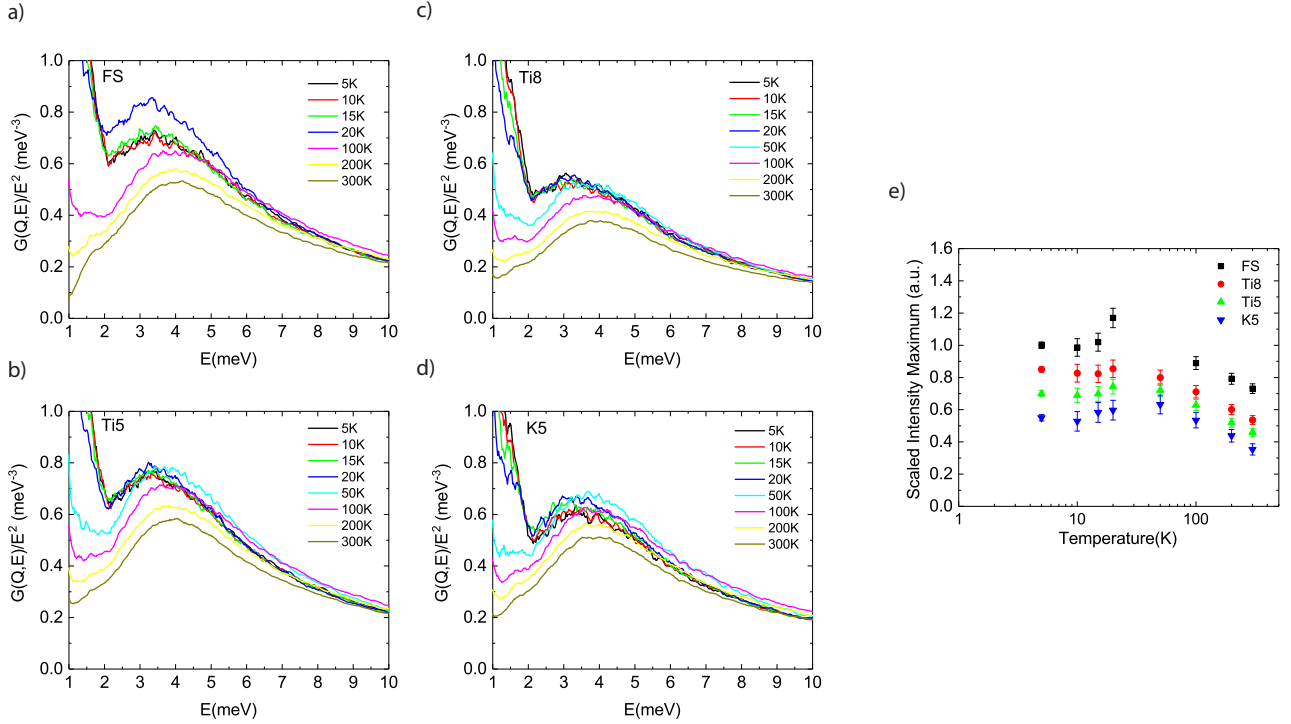 a)
FS
5K
10K
15K
20K
100K
200K
300K
1.0
0.8
0.6
0.4
0.2
0.0
G(Q,E)/E² (meV⁻³)
1 2 3 4 5 6 7 8 9 10
E(meV)
c)
Ti8
5K
10K
15K
20K
50K
100K
200K
300K
1.0
0.8
0.6
0.4
0.2
0.0
G(Q,E)/E² (meV⁻³)
1 2 3 4 5 6 7 8 9 10
E(meV)
b)
Ti5
5K
10K
15K
20K
50K
100K
200K
300K
1.0
0.8
0.6
0.4
0.2
0.0
G(Q,E)/E² (meV⁻³)
1 2 3 4 5 6 7 8 9 10
E(meV)
d)
K5
5K
10K
15K
20K
50K
100K
200K
300K
1.0
0.8
0.6
0.4
0.2
0.0
G(Q,E)/E² (meV⁻³)
1 2 3 4 5 6 7 8 9 10
E(meV)
e)
FS
Ti8
Ti5
K5
1.6
1.4
1.2
1.0
0.8
0.6
0.4
0.2
0.0
Scaled Intensity Maximum (a.u.)
1 10 100
Temperature(K)